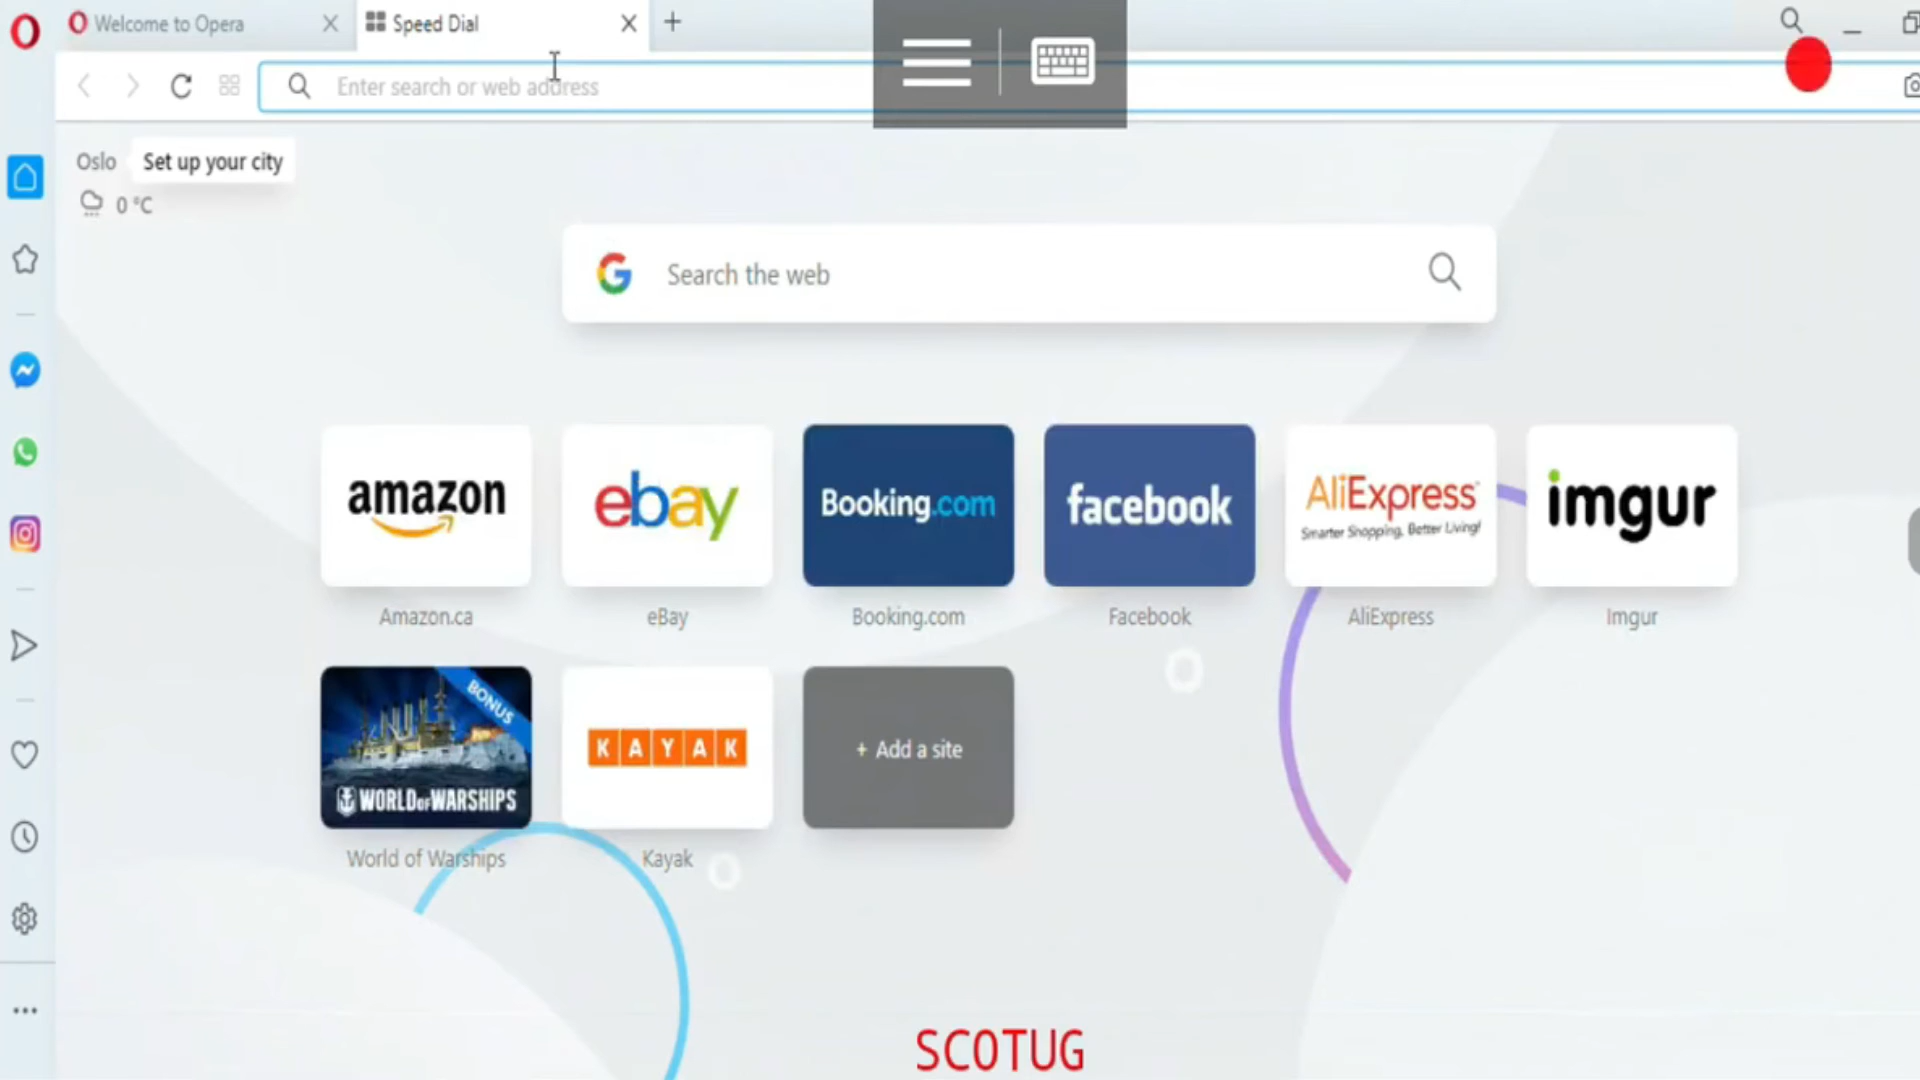 Welcome to Opera
Speed Dial
Enter search or web address
Oslo
Set up your city
0 °C
Search the web
amazon
ebay
Booking.com
facebook
AliExpress
Smarter Shopping, Better Living!
imgur
Amazon.ca
eBay
Booking.com
Facebook
AliExpress
Imgur
BONUS
WORLD OF WARSHIPS
KAYAK
+ Add a site
World of Warships
Kayak
SCOTUG